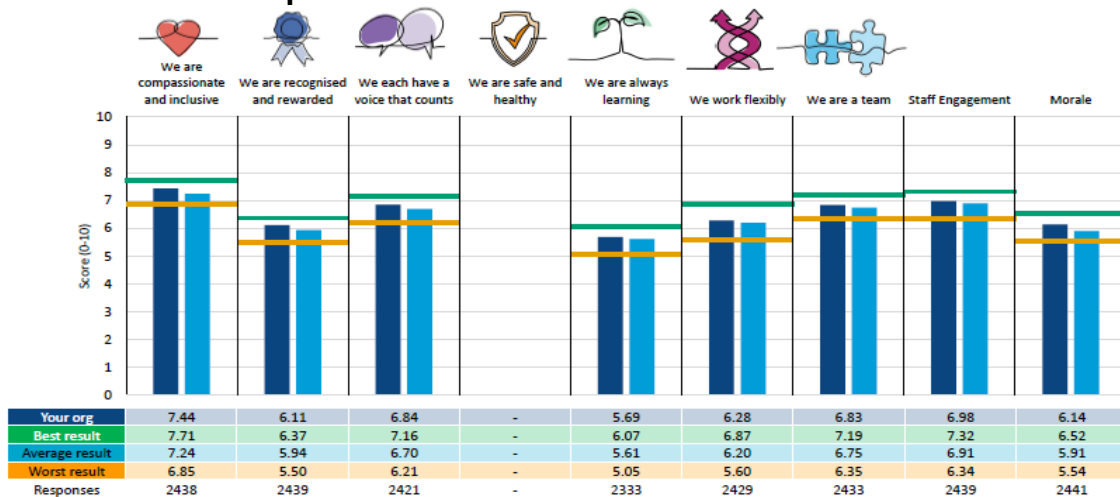 We are
compassionate
and inclusive
We are recognised
and rewarded
We each have a
voice that counts
We are safe and
healthy
We are always
learning
We work flexibly
We are a team
Staff Engagement
Morale
Score (0-10)
10
9
8
7
6
5
4
3
2
1
0
Your org 7.44 6.11 6.84 - 5.69 6.28 6.83 6.98 6.14
Best result 7.71 6.37 7.16 - 6.07 6.87 7.19 7.32 6.52
Average result 7.24 5.94 6.70 - 5.61 6.20 6.75 6.91 5.91
Worst result 6.85 5.50 6.21 - 5.05 5.60 6.35 6.34 5.54
Responses 2438 2439 2421 - 2333 2429 2433 2439 2441